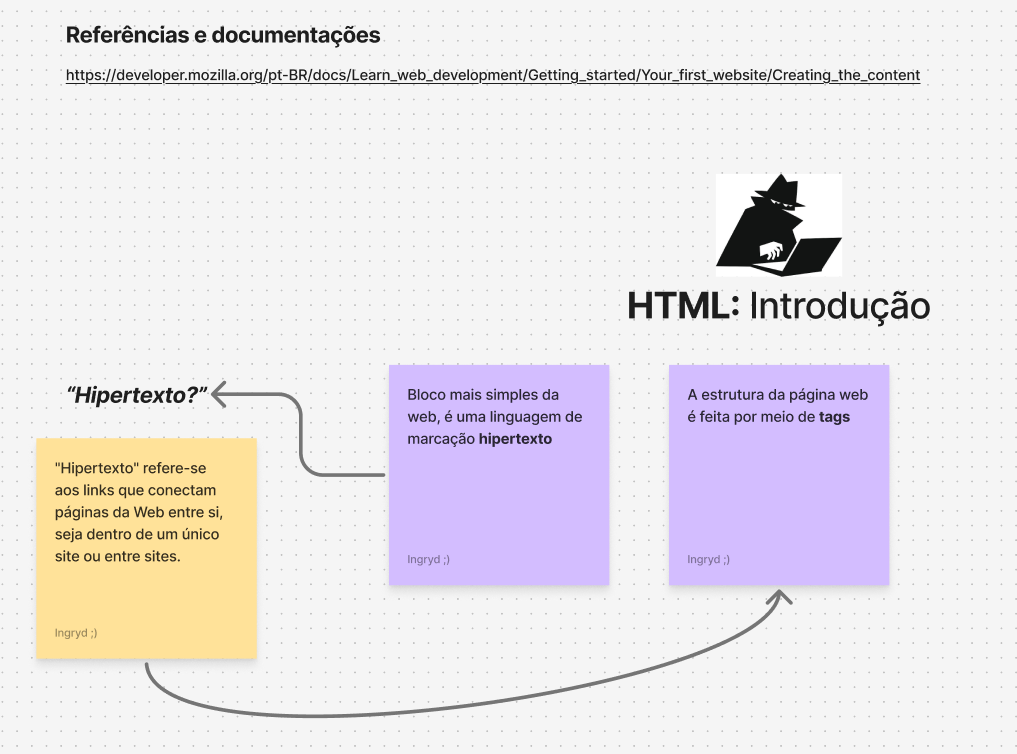 Referências e documentações
https://developer.mozilla.org/pt-BR/docs/Learn_web_development/Getting_started/Your_first_website/Creating_the_content
HTML: Introdução
“Hipertexto?”
"Hipertexto" refere-se
aos links que conectam
páginas da Web entre si,
seja dentro de um único
site ou entre sites.
Ingryd ;)
Bloco mais simples da
web, é uma linguagem de
marcação hipertexto
Ingryd ;)
A estrutura da página web
é feita por meio de tags
Ingryd ;)